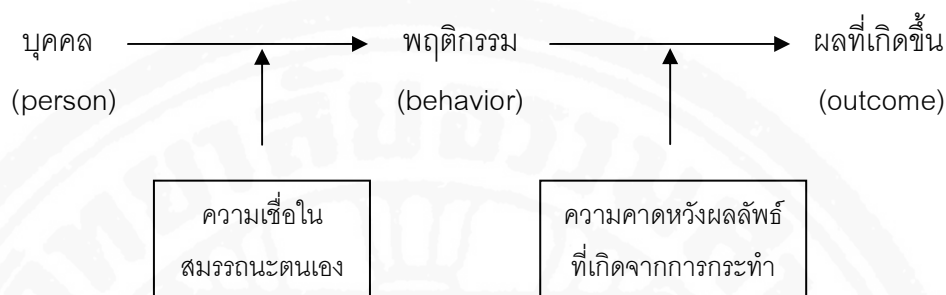 บุคคล
(person)
พฤติกรรม
(behavior)
ผลที่เกิดขึ้น
(outcome)
ความเชื่อใน
สมรรถนะตนเอง
ความคาดหวังผลลัพธ์
ที่เกิดจากการกระทำ